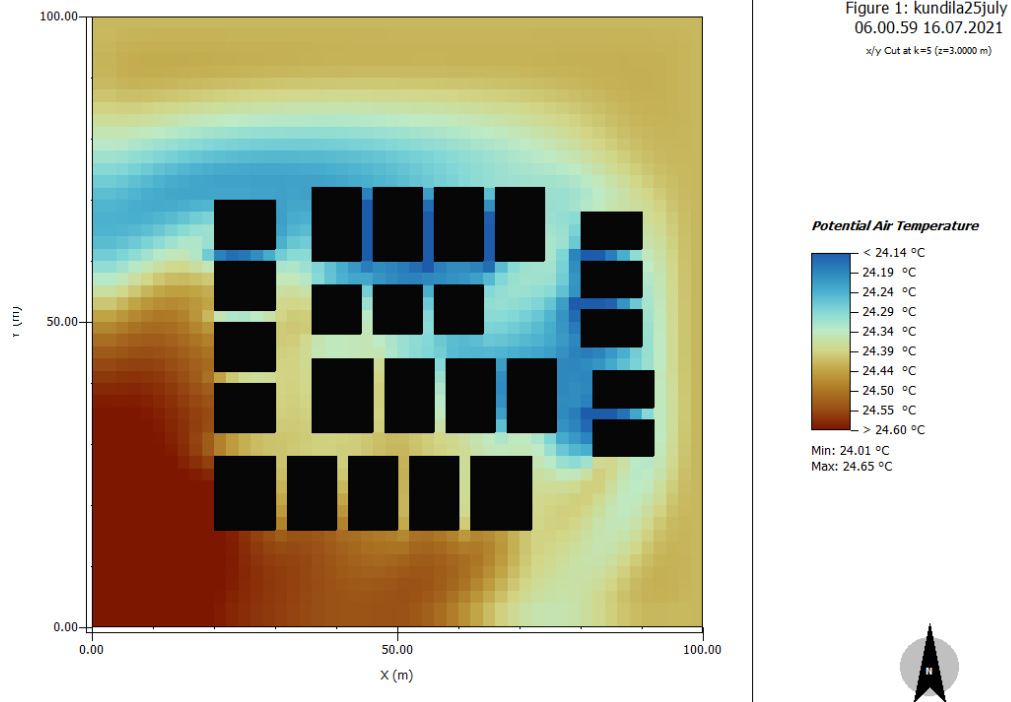 Figure 1: kundila25july
06.00.59 16.07.2021
x/y Cut at k=5 (z=3.0000 m)
100.00
50.00
0.00
Y (m)
0.00
50.00
100.00
X (m)
Potential Air Temperature
< 24.14 °C
24.19 °C
24.24 °C
24.29 °C
24.34 °C
24.39 °C
24.44 °C
24.50 °C
24.55 °C
> 24.60 °C
Min: 24.01 °C
Max: 24.65 °C
N